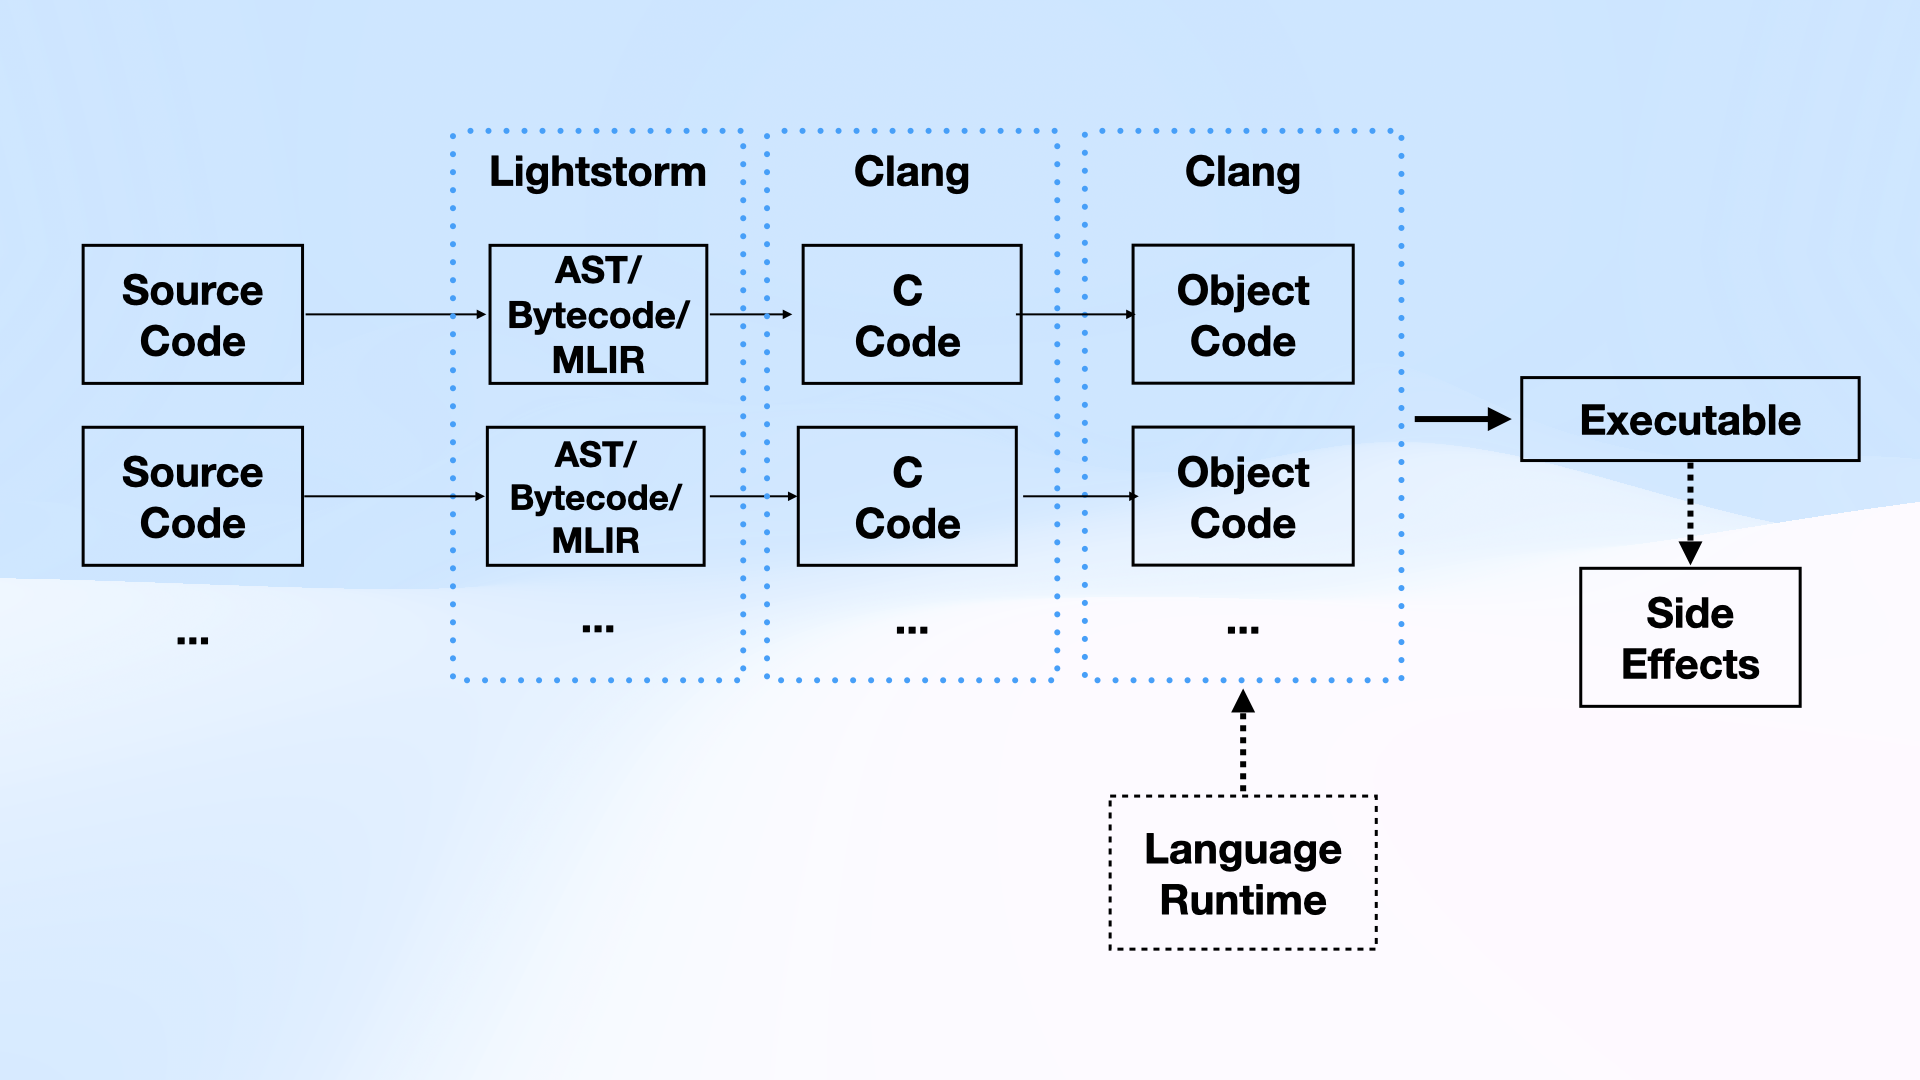 Lightstorm
Clang
Clang
Source
Code
AST/
Bytecode/
MLIR
C
Code
Object
Code
Source
Code
AST/
Bytecode/
MLIR
C
Code
Object
Code
...
...
...
...
Executable
Side
Effects
Language
Runtime